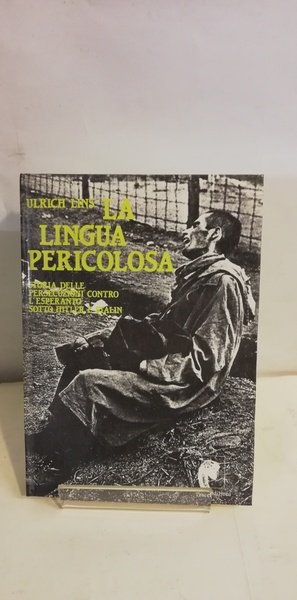 ULRICH LINS
LA
LINGUA
PERICOLOSA
STORIA DELLE
PERSECUZIONI CONTRO
L'ESPERANTO
SOTTO HITLER E STALIN